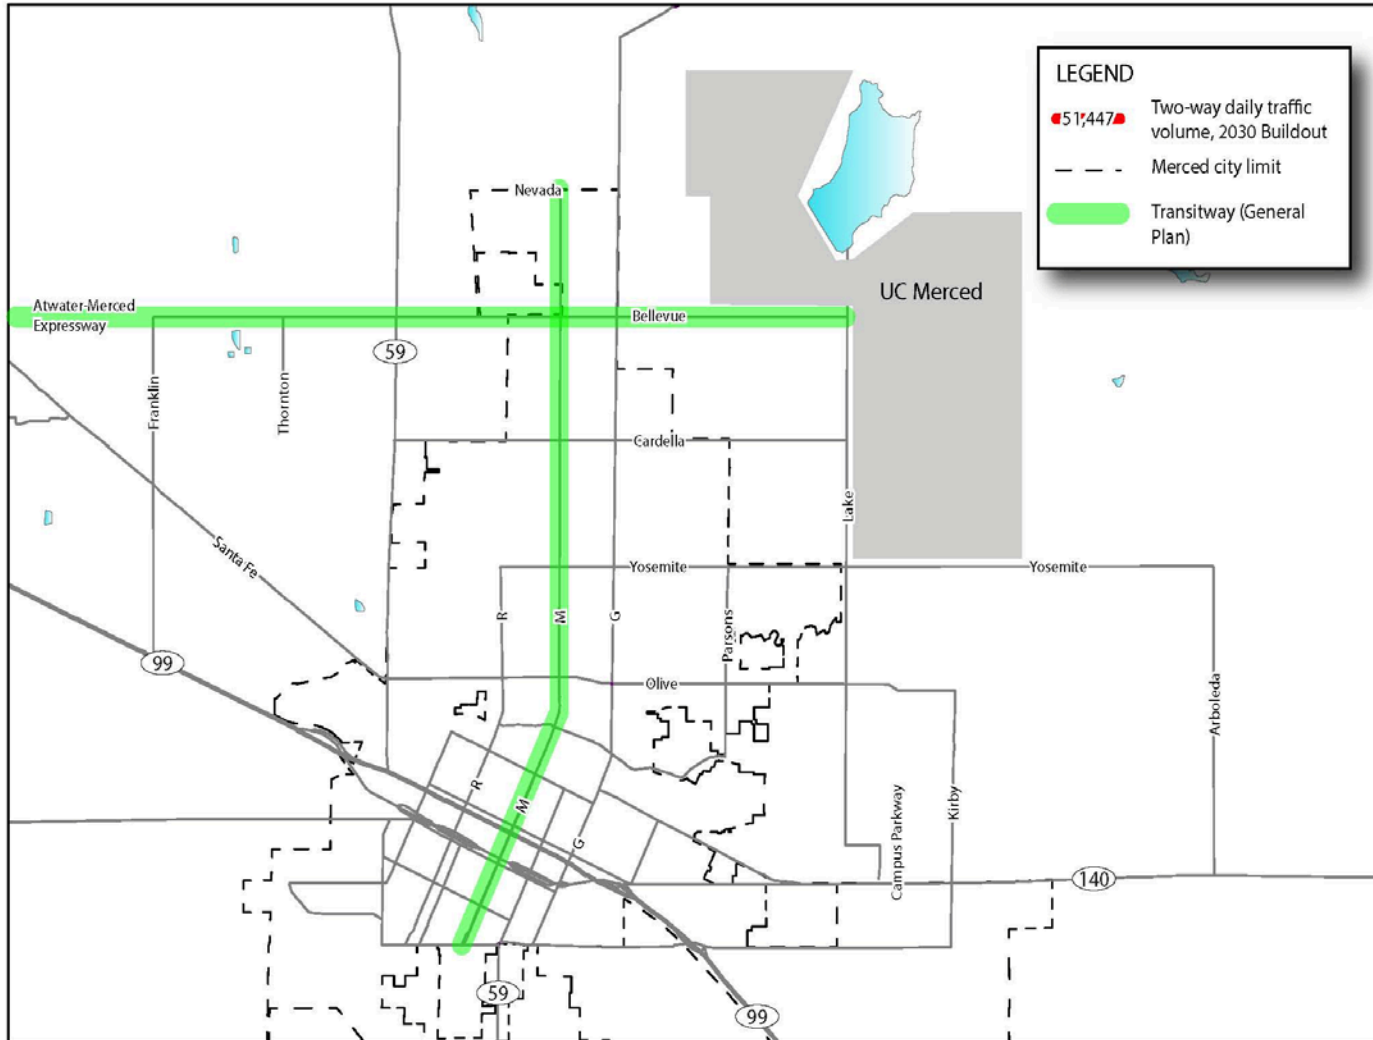 LEGEND
51,447
Two-way daily traffic
volume, 2030 Buildout
Merced city limit
Transitway (General
Plan)
Nevada
UC Merced
Atwater-Merced
Expressway
Bellevue
59
Franklin
Thornton
Cardella
Lake
Santa Fe
Yosemite
Yosemite
R
M
G
Parsons
99
Olive
Arboleda
R
M
G
Campus Parkway
Kirby
140
59
99